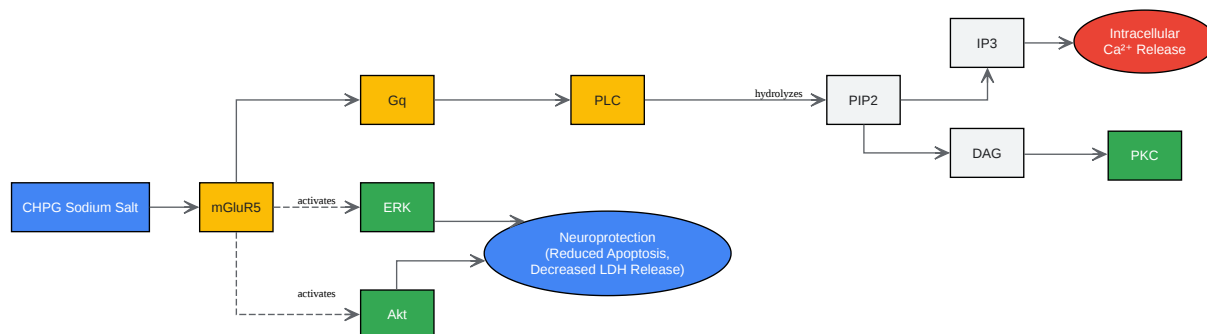 Intracellular
Ca²⁺ Release
IP3
Gq
PLC
hydrolyzes
PIP2
DAG
PKC
CHPG Sodium Salt
mGluR5
activates
ERK
Neuroprotection
(Reduced Apoptosis,
Decreased LDH Release)
activates
Akt